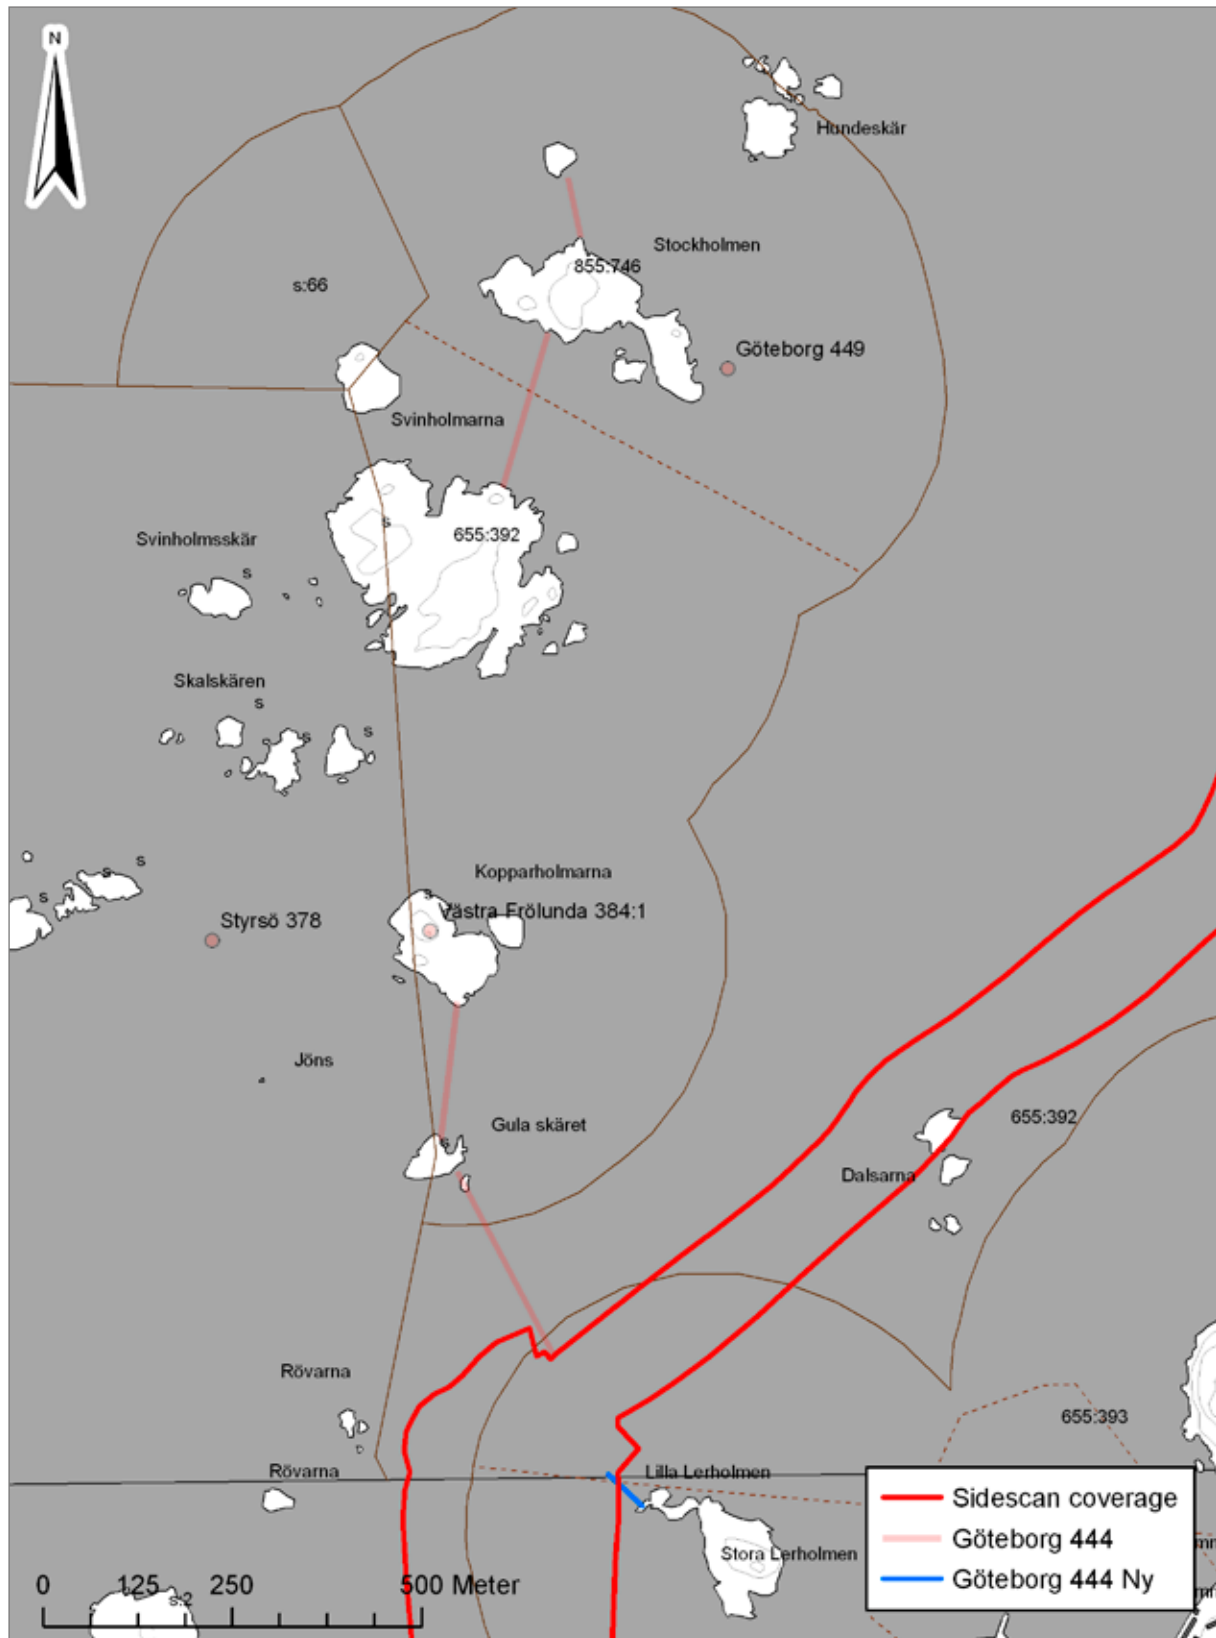 N
Hundeskär
Stockholmen
855:746
s:66
Göteborg 449
Svinholmarna
s
655:392
Svinholmsskär
s
Skalskären
s
s
s
Kopparholmarna
s
s
s
s
Västra Frölunda 384:1
Styrsö 378
Jöns
Gula skäret
s
655:392
Dalsarna
Rövarna
655:393
Rövarna
Lilla Lerholmen
Stora Lerholmen
Sidescan coverage
Göteborg 444
Göteborg 444 Ny
0 125 250 500 Meter
s:2